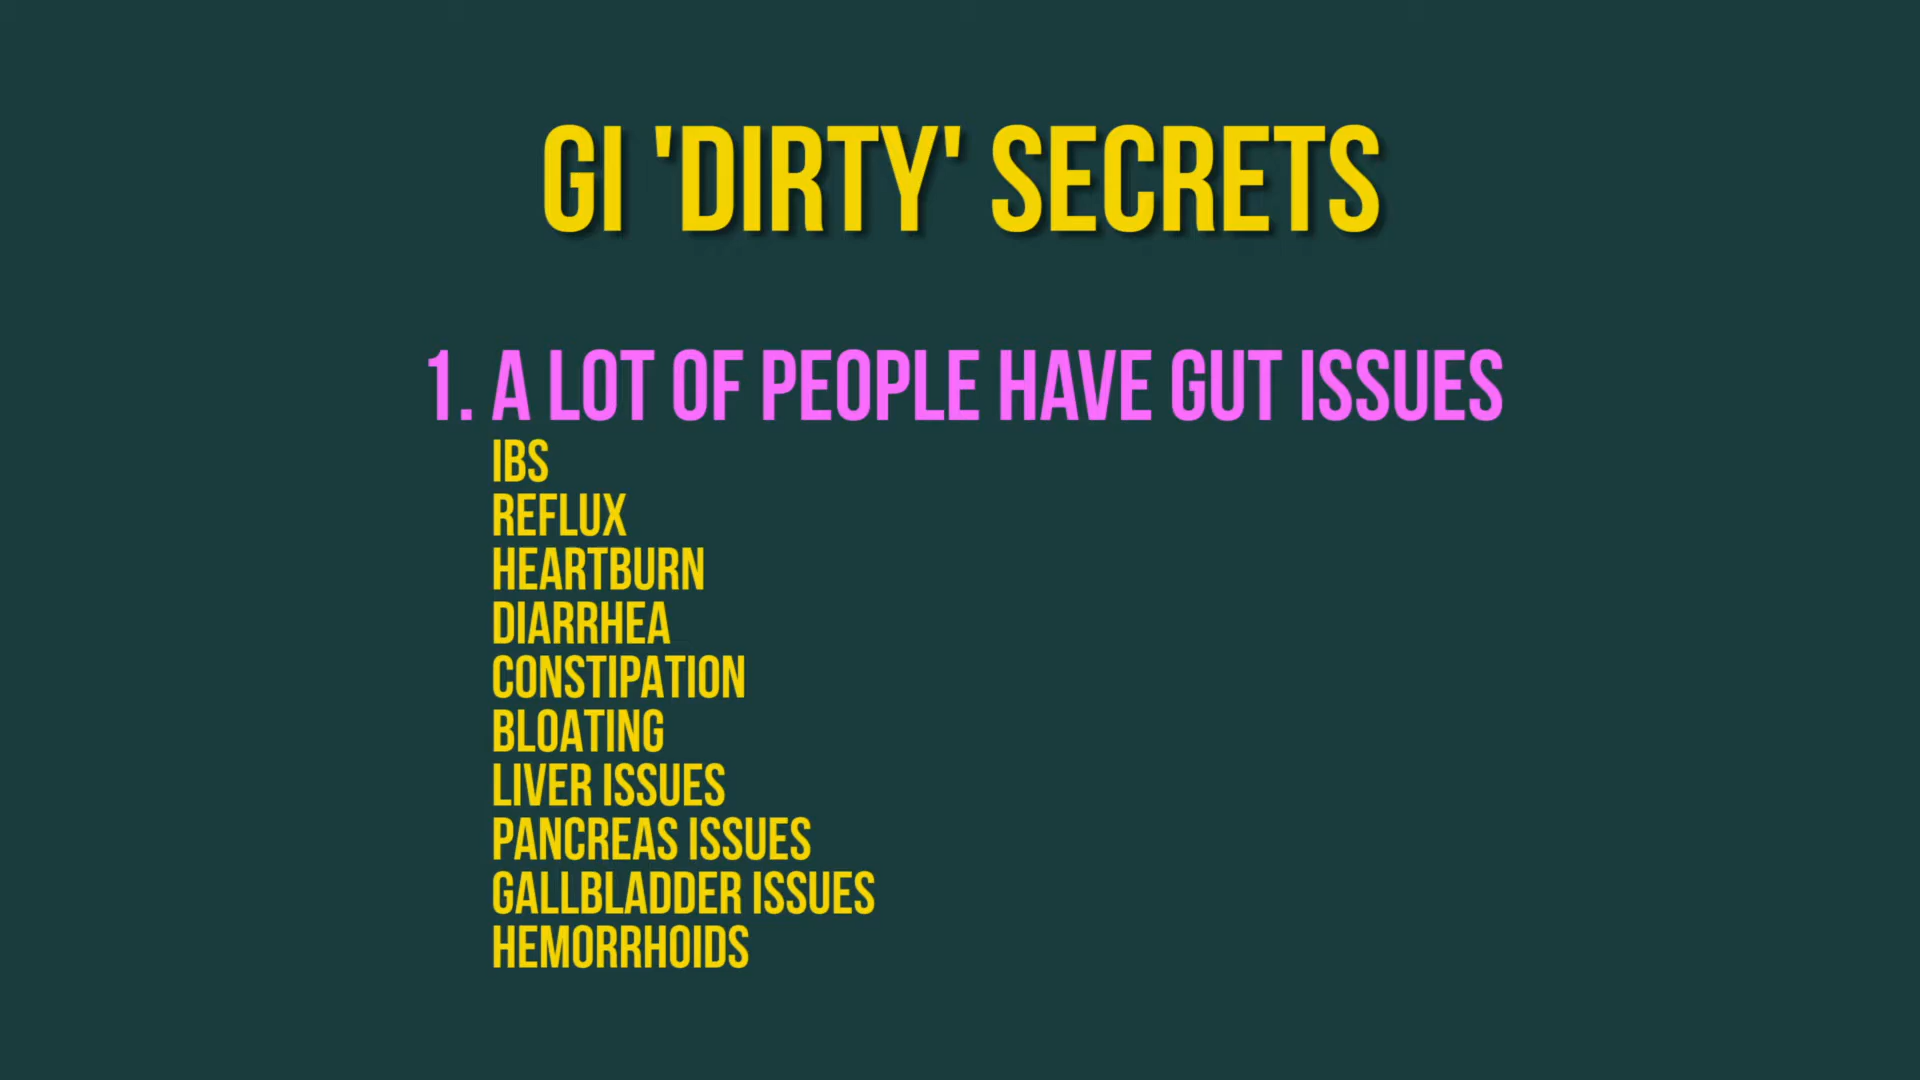 GI 'DIRTY' SECRETS
1. A LOT OF PEOPLE HAVE GUT ISSUES
IBS
REFLUX
HEARTBURN
DIARRHEA
CONSTIPATION
BLOATING
LIVER ISSUES
PANCREAS ISSUES
GALLBLADDER ISSUES
HEMORRHOIDS